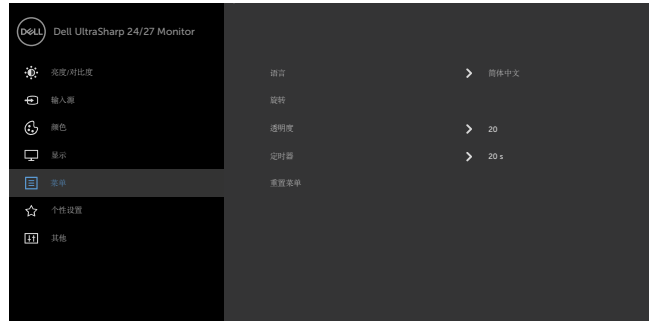 DELL Dell UltraSharp 24/27 Monitor
亮度/对比度
语言 简体中文
输入源
旋转
颜色
透明度 20
显示
定时器 20 s
菜单
重置菜单
个性设置
其他